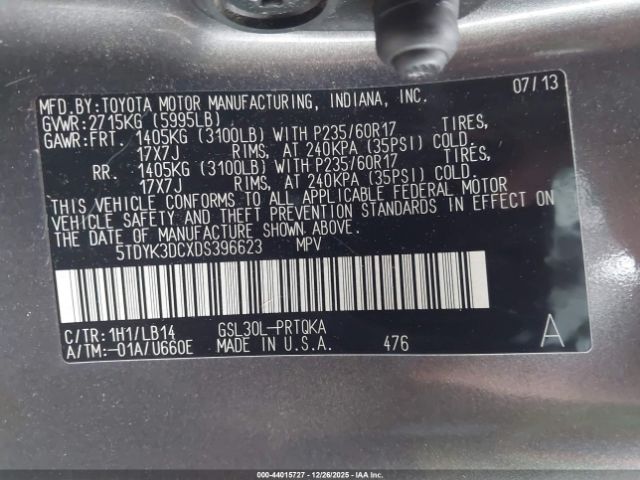 MFD.BY:TOYOTA MOTOR MANUFACTURING, INDIANA, INC. 07/13
GVWR:2715KG (5995LB)
GAWR:FRT. 1405KG (3100LB) WITH P235/60R17 TIRES,
17X7J RIMS, AT 240KPA (35PSI) COLD.
RR. 1405KG (3100LB) WITH P235/60R17 TIRES,
17X7J RIMS, AT 240KPA (35PSI) COLD.
THIS VEHICLE CONFORMS TO ALL APPLICABLE FEDERAL MOTOR
VEHICLE SAFETY AND THEFT PREVENTION STANDARDS IN EFFECT ON
THE DATE OF MANUFACTURE SHOWN ABOVE.
5TDYK3DCXDS396623 MPV
C/TR:1H1/LB14 GSL30L-PRTQKA
A/TM:-01A/U660E MADE IN U.S.A. 476 A
000-44015727 - 12/26/2025 - IAAI.COM